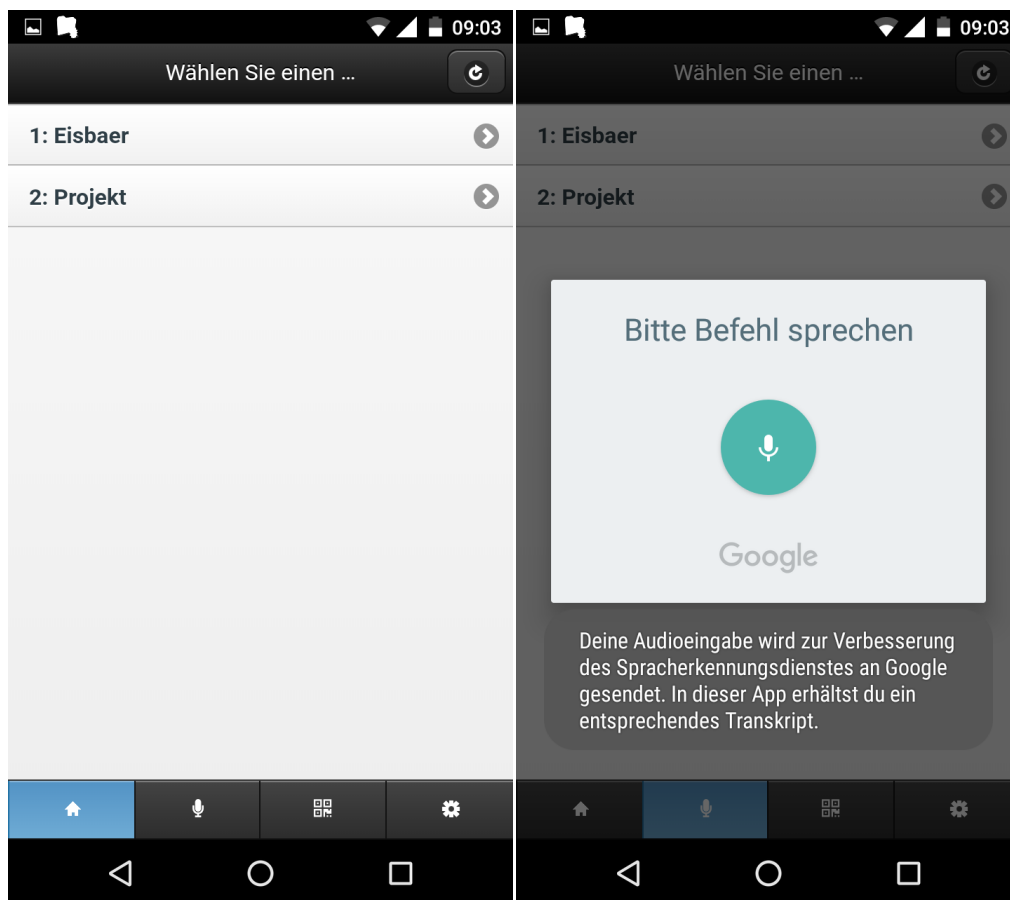 09:03
Wählen Sie einen ...
1: Eisbaer
2: Projekt
09:03
Wählen Sie einen ...
1: Eisbaer
2: Projekt
Bitte Befehl sprechen
Google
Deine Audioeingabe wird zur Verbesserung
des Spracherkennungsdienstes an Google
gesendet. In dieser App erhältst du ein
entsprechendes Transkript.